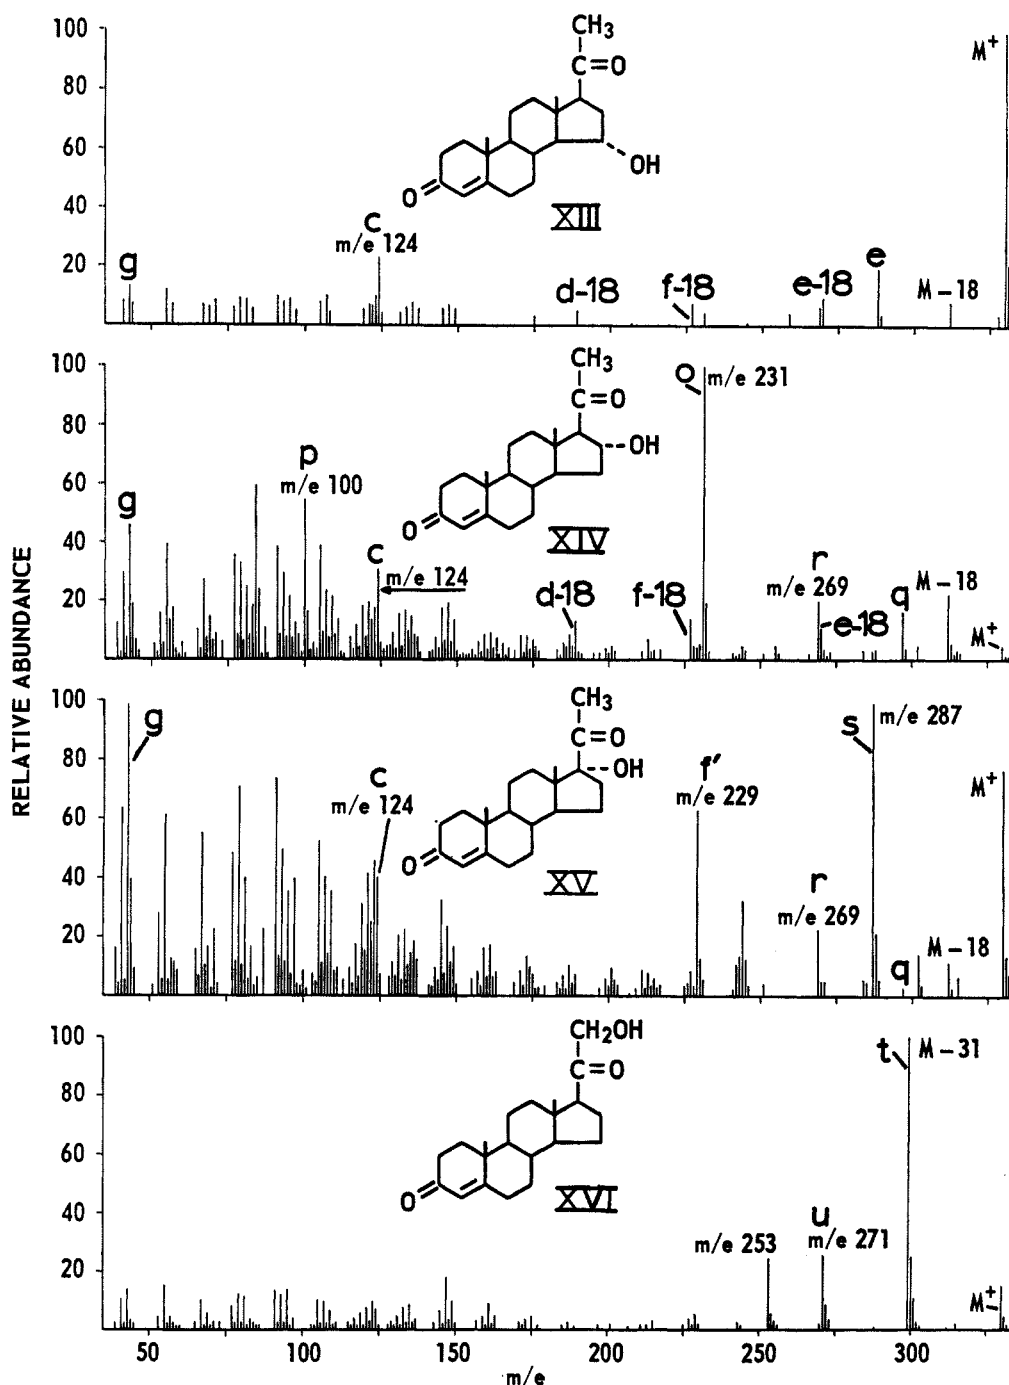 RELATIVE ABUNDANCE
100
80
60
40
20
CH3
C=O
OH
O
XIII
g
c
m/e 124
d-18
f-18
e-18
e
M-18
M+
100
80
60
40
20
CH3
C=O
OH
O
XIV
g
p
m/e 100
c
m/e 124
d-18
f-18
o
m/e 231
r
m/e 269
e-18
q
M-18
M+
100
80
60
40
20
CH3
C=O
OH
O
XV
g
c
m/e 124
f'
m/e 229
s
m/e 287
r
m/e 269
q
M-18
M+
100
80
60
40
20
CH2OH
C=O
O
XVI
m/e 253
u
m/e 271
t
M-31
M+
50 100 150 200 250 300
m/e